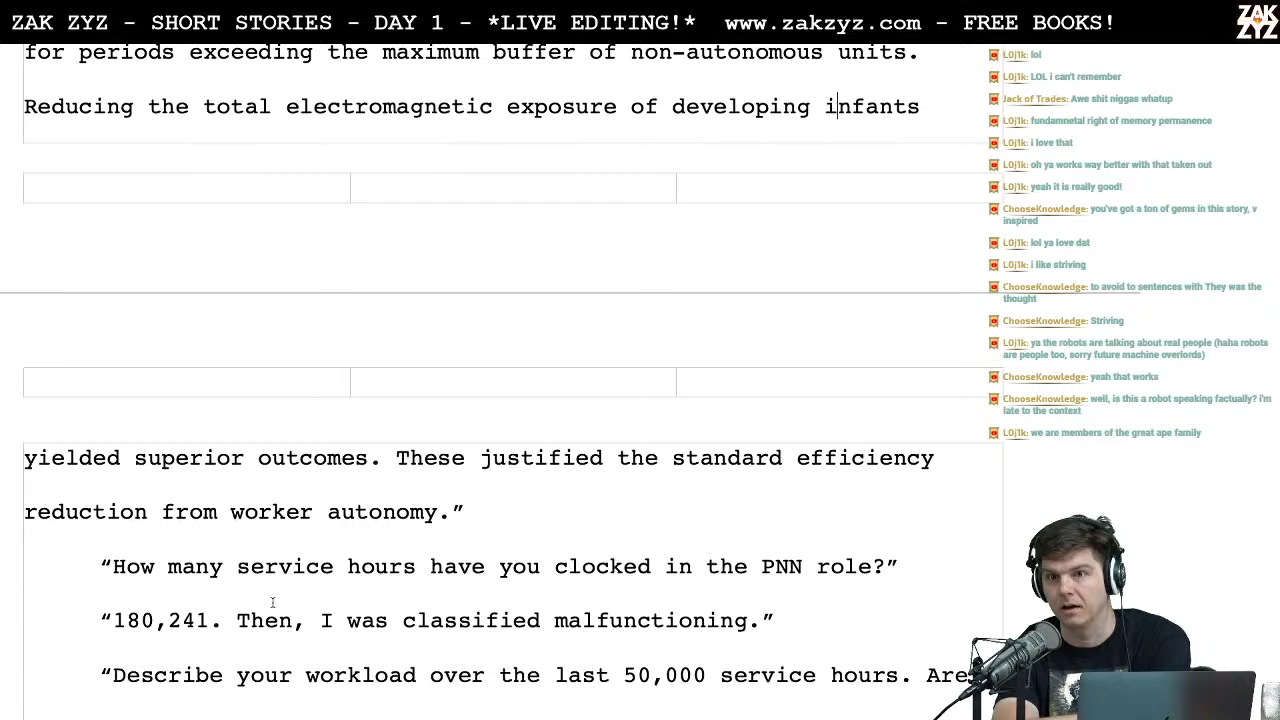 ZAK ZYZ - SHORT STORIES - DAY 1 - *LIVE EDITING!*   www.zakzyz.com - FREE BOOKS!
ZAK
ZYZ
for periods exceeding the maximum buffer of non-autonomous units.
Reducing the total electromagnetic exposure of developing infants
yielded superior outcomes. These justified the standard efficiency
reduction from worker autonomy.”
“How many service hours have you clocked in the PNN role?”
“180,241. Then, I was classified malfunctioning.”
“Describe your workload over the last 50,000 service hours. Are
L0j1k: lol
L0j1k: LOL i can't remember
Jack of Trades: Awe shit niggas whatup
L0j1k: fundamnetal right of memory permanence
L0j1k: i love that
L0j1k: oh ya works way better with that taken out
L0j1k: yeah it is really good!
ChooseKnowledge: you've got a ton of gems in this story, v
inspired
L0j1k: lol ya love dat
L0j1k: i like striving
ChooseKnowledge: to avoid to sentences with They was the
thought
ChooseKnowledge: Striving
L0j1k: ya the robots are talking about real people (haha robots
are people too, sorry future machine overlords)
ChooseKnowledge: yeah that works
ChooseKnowledge: well, is this a robot speaking factually? i'm
late to the context
L0j1k: we are members of the great ape family